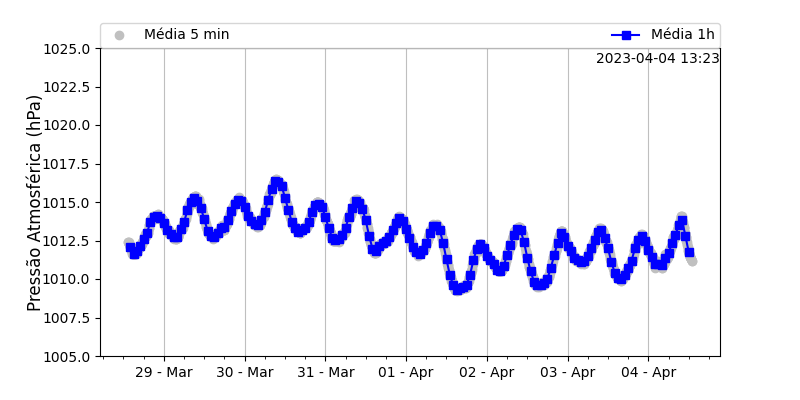 Média 5 min
Média 1h
2023-04-04 13:23
Pressão Atmosférica (hPa)
1025.0
1022.5
1020.0
1017.5
1015.0
1012.5
1010.0
1007.5
1005.0
29 - Mar
30 - Mar
31 - Mar
01 - Apr
02 - Apr
03 - Apr
04 - Apr